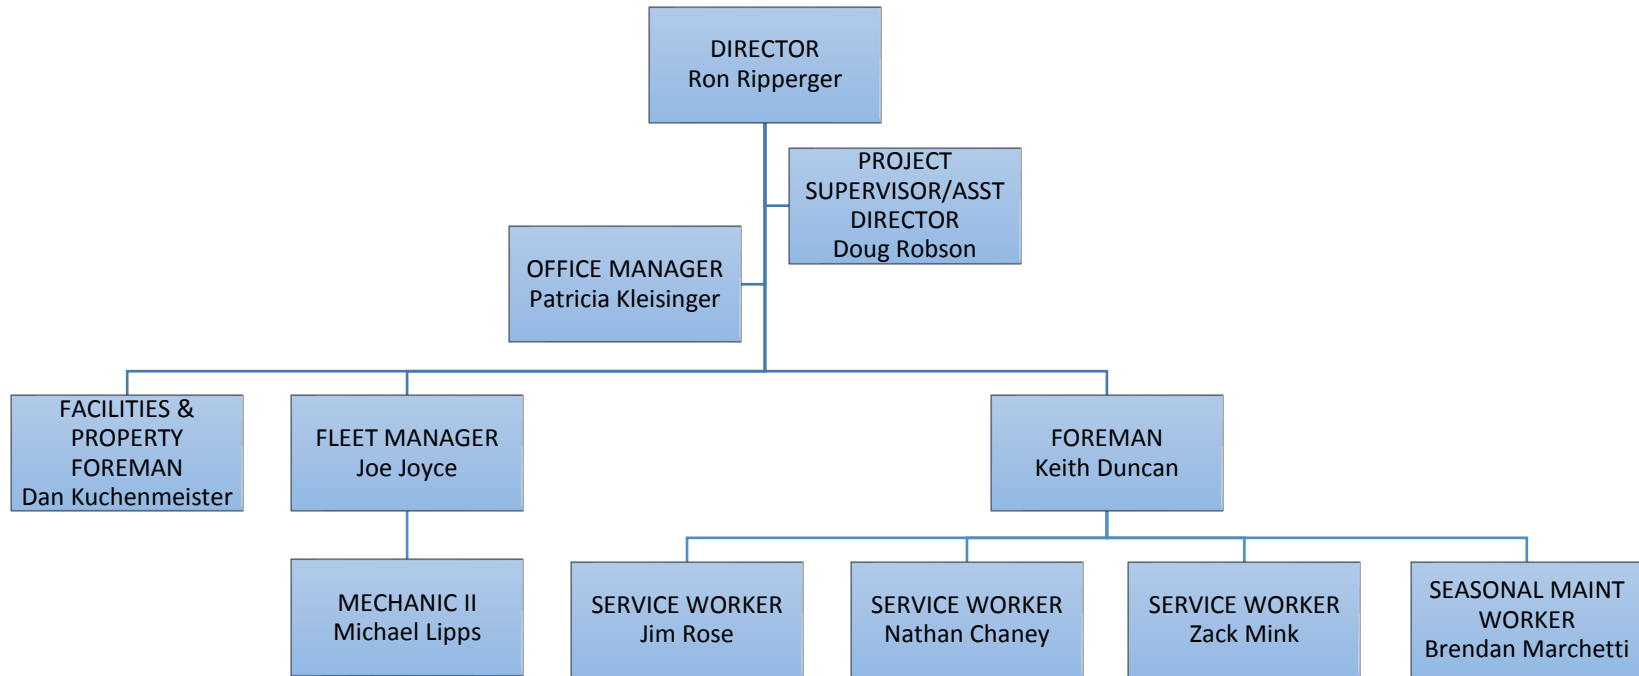 DIRECTOR
Ron Ripperger
PROJECT
SUPERVISOR/ASST
DIRECTOR
Doug Robson
OFFICE MANAGER
Patricia Kleisinger
FACILITIES &
PROPERTY
FOREMAN
Dan Kuchenmeister
FLEET MANAGER
Joe Joyce
FOREMAN
Keith Duncan
MECHANIC II
Michael Lipps
SERVICE WORKER
Jim Rose
SERVICE WORKER
Nathan Chaney
SERVICE WORKER
Zack Mink
SEASONAL MAINT
WORKER
Brendan Marchetti